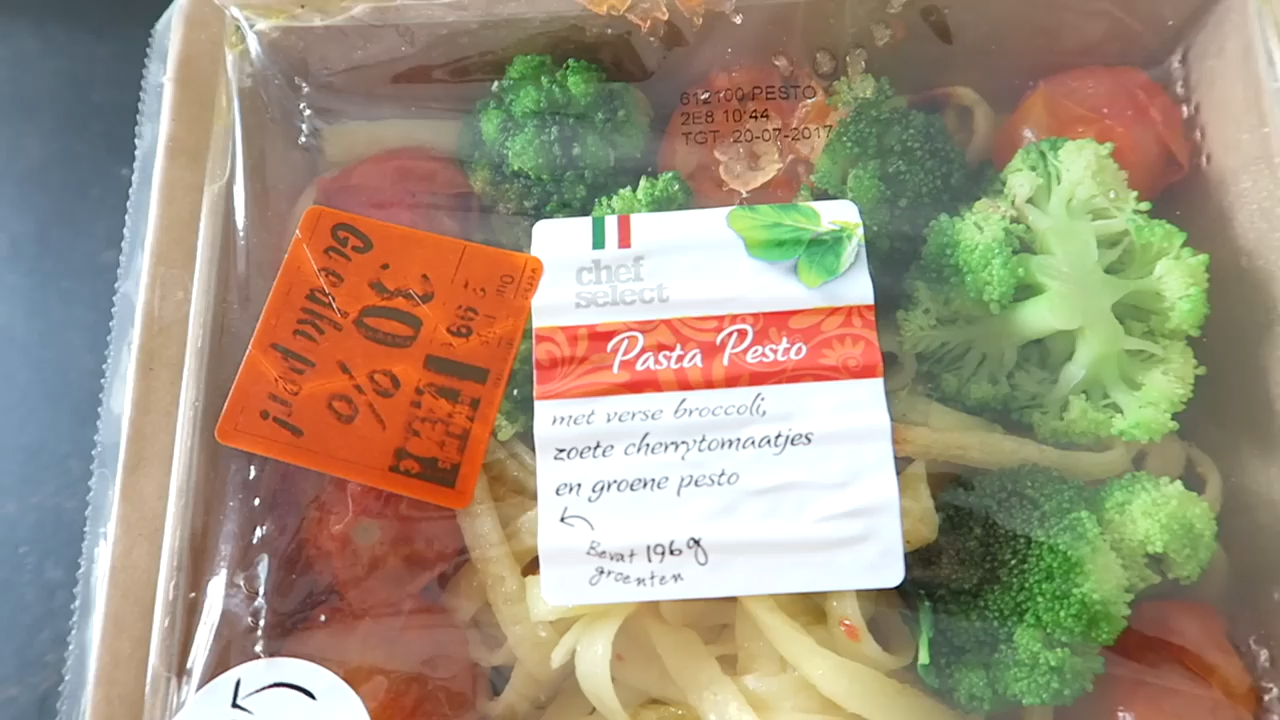 612100 PESTO
2E8 10:44
TGT. 20-07-2017
chef
select
Pasta Pesto
met verse broccoli,
zoete cherrytomaatjes
en groene pesto
Bevat 196g
groenten
30%
Goedkoper!